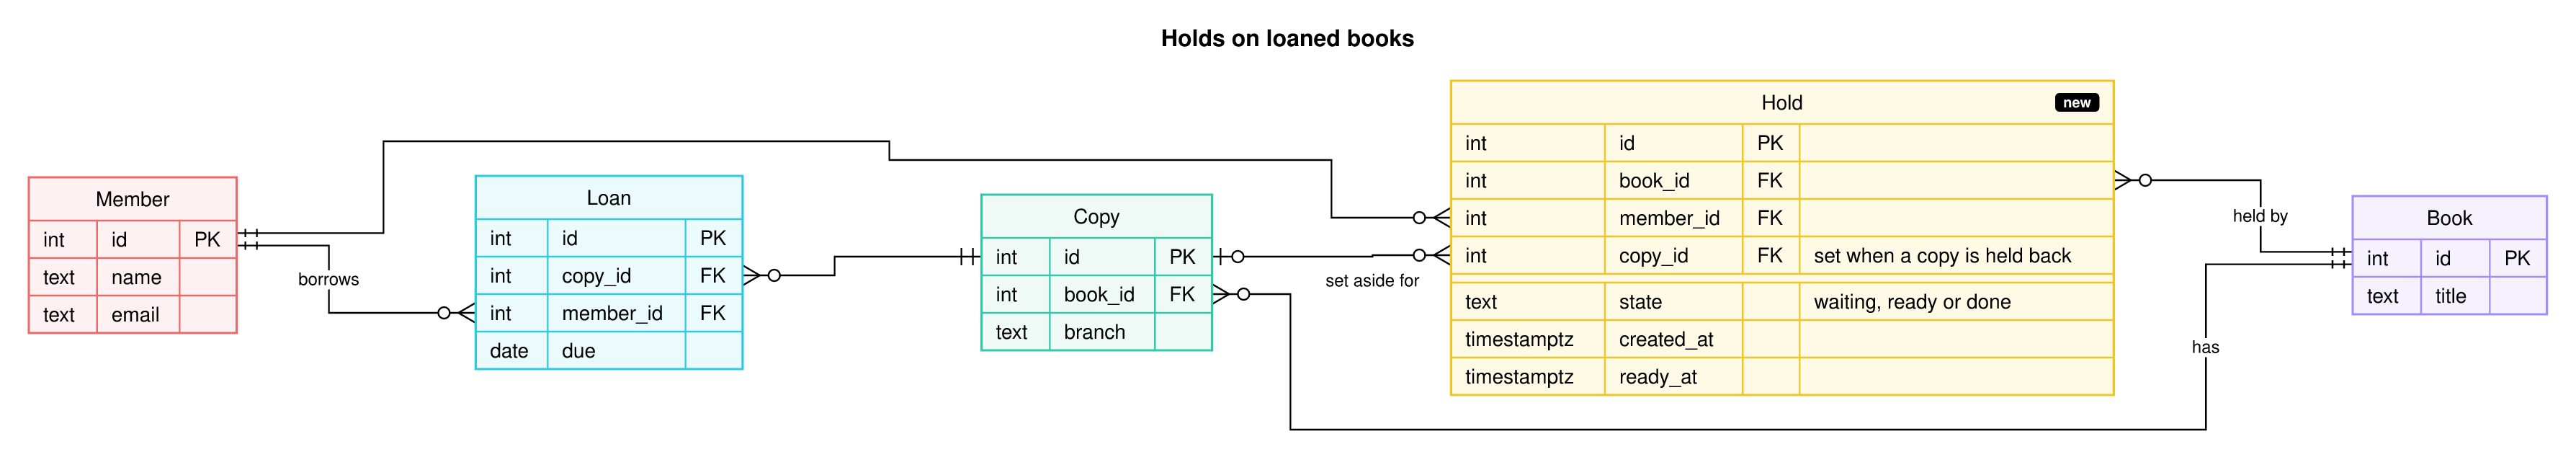 Holds on loaned books
Member
int id PK
text name
text email
borrows
Loan
int id PK
int copy_id FK
int member_id FK
date due
Copy
int id PK
int book_id FK
text branch
set aside for
Hold new
int id PK
int book_id FK
int member_id FK
int copy_id FK set when a copy is held back
text state waiting, ready or done
timestamptz created_at
timestamptz ready_at
held by
has
Book
int id PK
text title